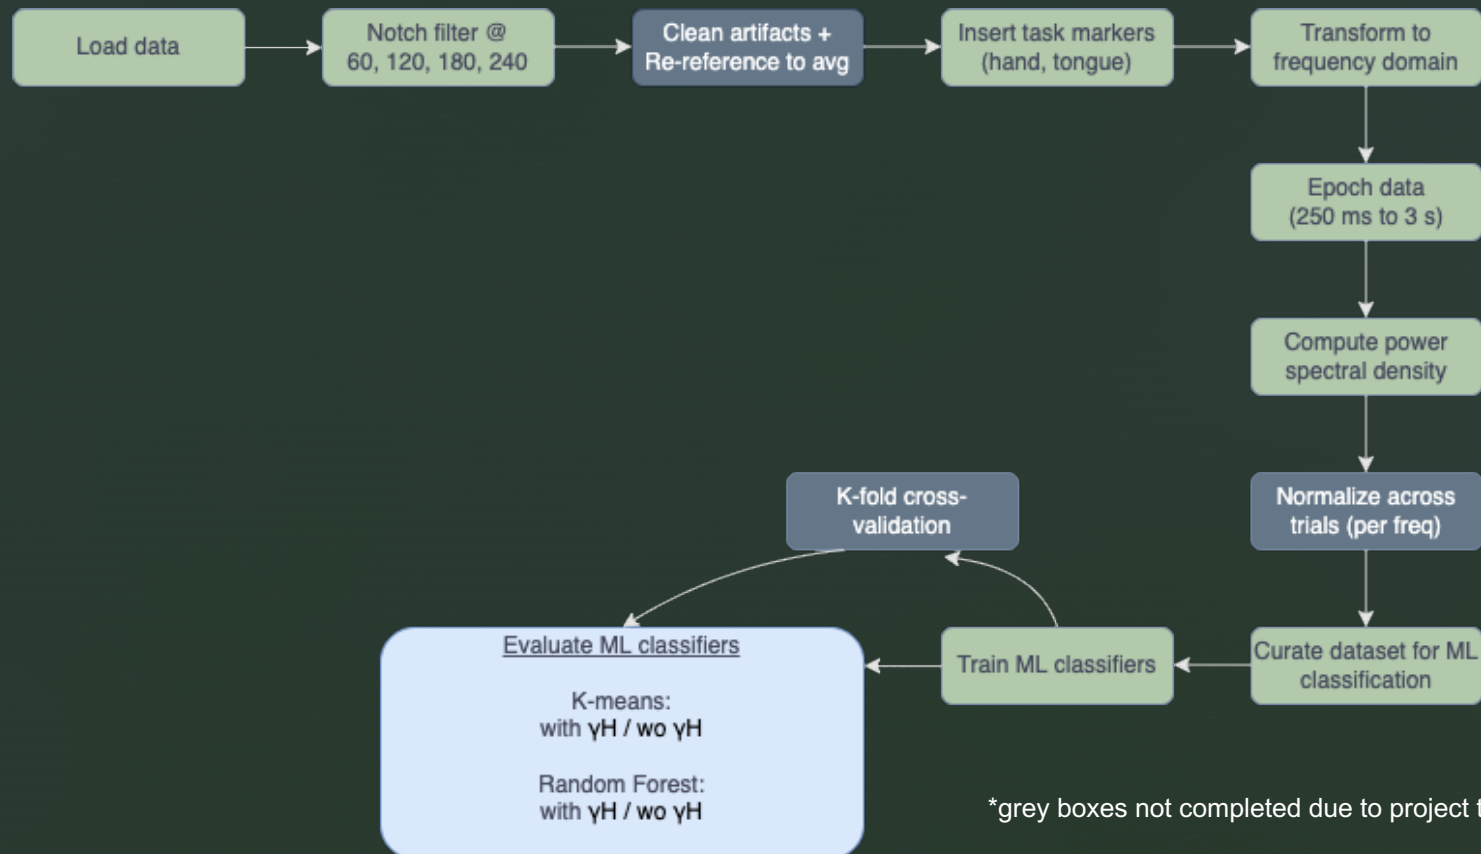 Load data
Notch filter @
60, 120, 180, 240
Clean artifacts +
Re-reference to avg
Insert task markers
(hand, tongue)
Transform to
frequency domain
Epoch data
(250 ms to 3 s)
Compute power
spectral density
Normalize across
trials (per freq)
Curate dataset for ML
classification
Train ML classifiers
K-fold cross-
validation
Evaluate ML classifiers
K-means:
with γH / wo γH
Random Forest:
with γH / wo γH
*grey boxes not completed due to project